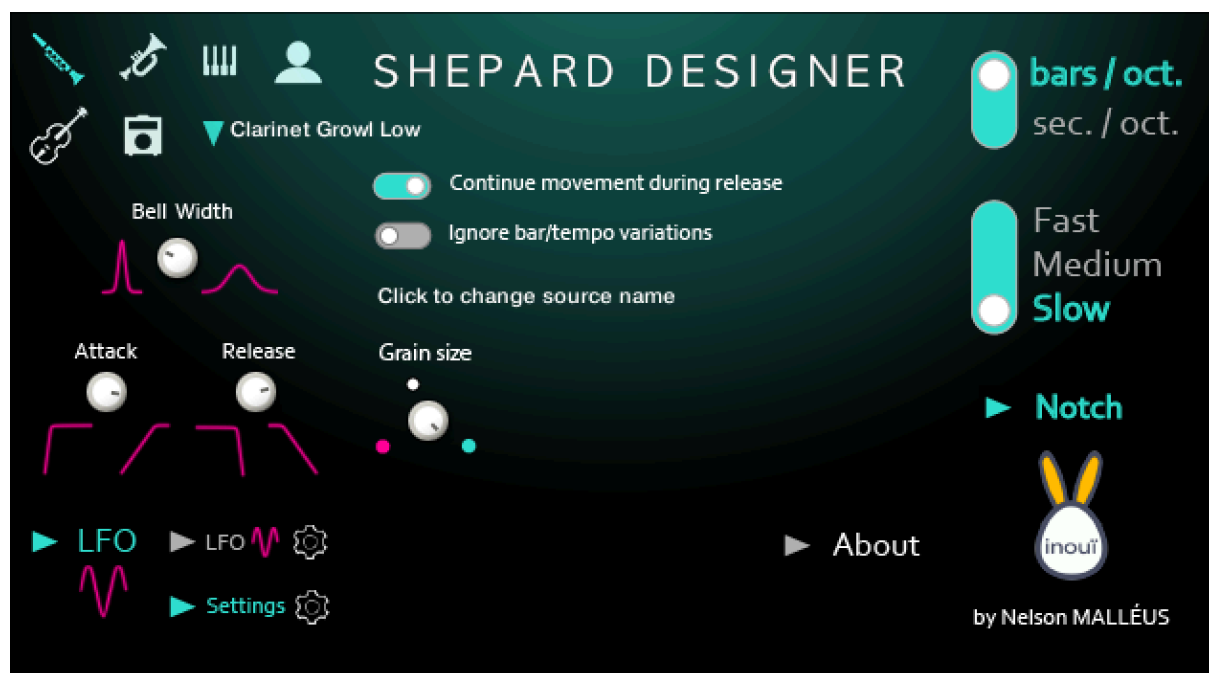 SHEPARD DESIGNER
bars / oct.
sec. / oct.
Clarinet Growl Low
Continue movement during release
Bell Width
Ignore bar/tempo variations
Fast
Medium
Slow
Click to change source name
Attack
Release
Grain size
Notch
LFO
LFO
About
inouï
Settings
by Nelson MALLÉUS